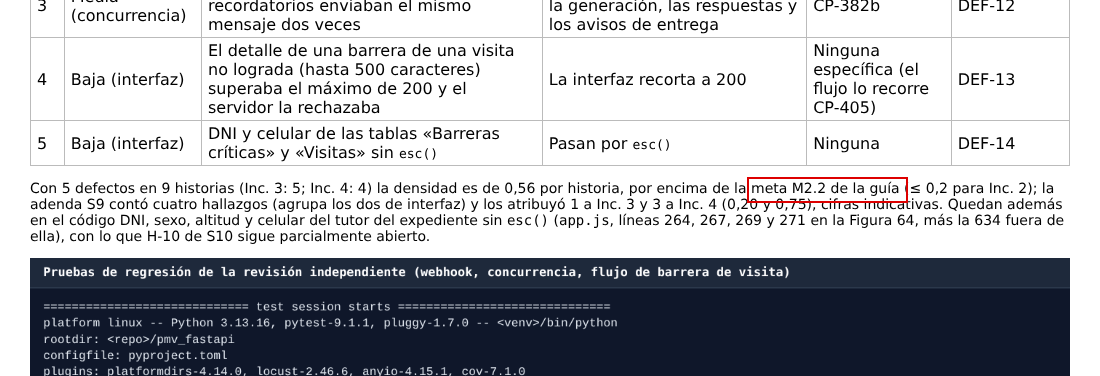 3
Media
(concurrencia)
recordatorios enviaban el mismo
mensaje dos veces
la generación, las respuestas y
los avisos de entrega
CP-382b
DEF-12
4
Baja (interfaz)
El detalle de una barrera de una visita
no lograda (hasta 500 caracteres)
superaba el máximo de 200 y el
servidor la rechazaba
La interfaz recorta a 200
Ninguna
específica (el
flujo lo recorre
CP-405)
DEF-13
5
Baja (interfaz)
DNI y celular de las tablas «Barreras
críticas» y «Visitas» sin esc()
Pasan por esc()
Ninguna
DEF-14
Con 5 defectos en 9 historias (Inc. 3: 5; Inc. 4: 4) la densidad es de 0,56 por historia, por encima de la meta M2.2 de la guía (≤ 0,2 para Inc. 2); la
adenda S9 contó cuatro hallazgos (agrupa los dos de interfaz) y los atribuyó 1 a Inc. 3 y 3 a Inc. 4 (0,20 y 0,75); cifras indicativas. Quedan además
en el código DNI, sexo, altitud y celular del tutor del expediente sin esc() (app.js, líneas 264, 267, 269 y 271 en la Figura 64, más la 634 fuera de
ella), con lo que H-10 de S10 sigue parcialmente abierto.
Pruebas de regresión de la revisión independiente (webhook, concurrencia, flujo de barrera de visita)
============================= test session starts ==============================
platform linux -- Python 3.13.16, pytest-9.1.1, pluggy-1.7.0 -- <venv>/bin/python
rootdir: <repo>/pmv_fastapi
configfile: pyproject.toml
plugins: platformdirs-4.14.0, locust-2.46.6, anyio-4.15.1, cov-7.1.0